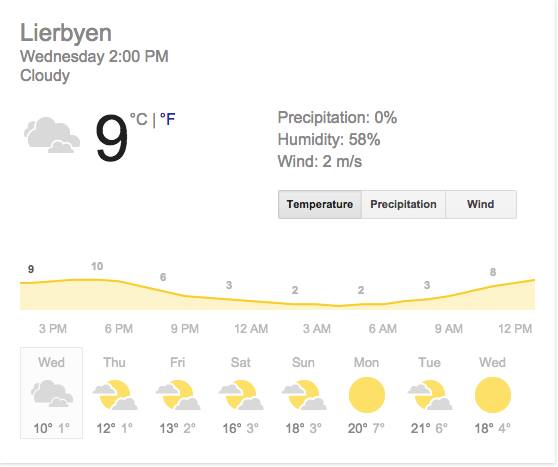 Lierbyen
Wednesday 2:00 PM
Cloudy
9 °C | °F
Precipitation: 0%
Humidity: 58%
Wind: 2 m/s
Temperature Precipitation Wind
9 10 6 3 2 2 3 8
3 PM 6 PM 9 PM 12 AM 3 AM 6 AM 9 AM 12 PM
Wed Thu Fri Sat Sun Mon Tue Wed
10° 1° 12° 1° 13° 2° 16° 3° 18° 3° 20° 7° 21° 6° 18° 4°